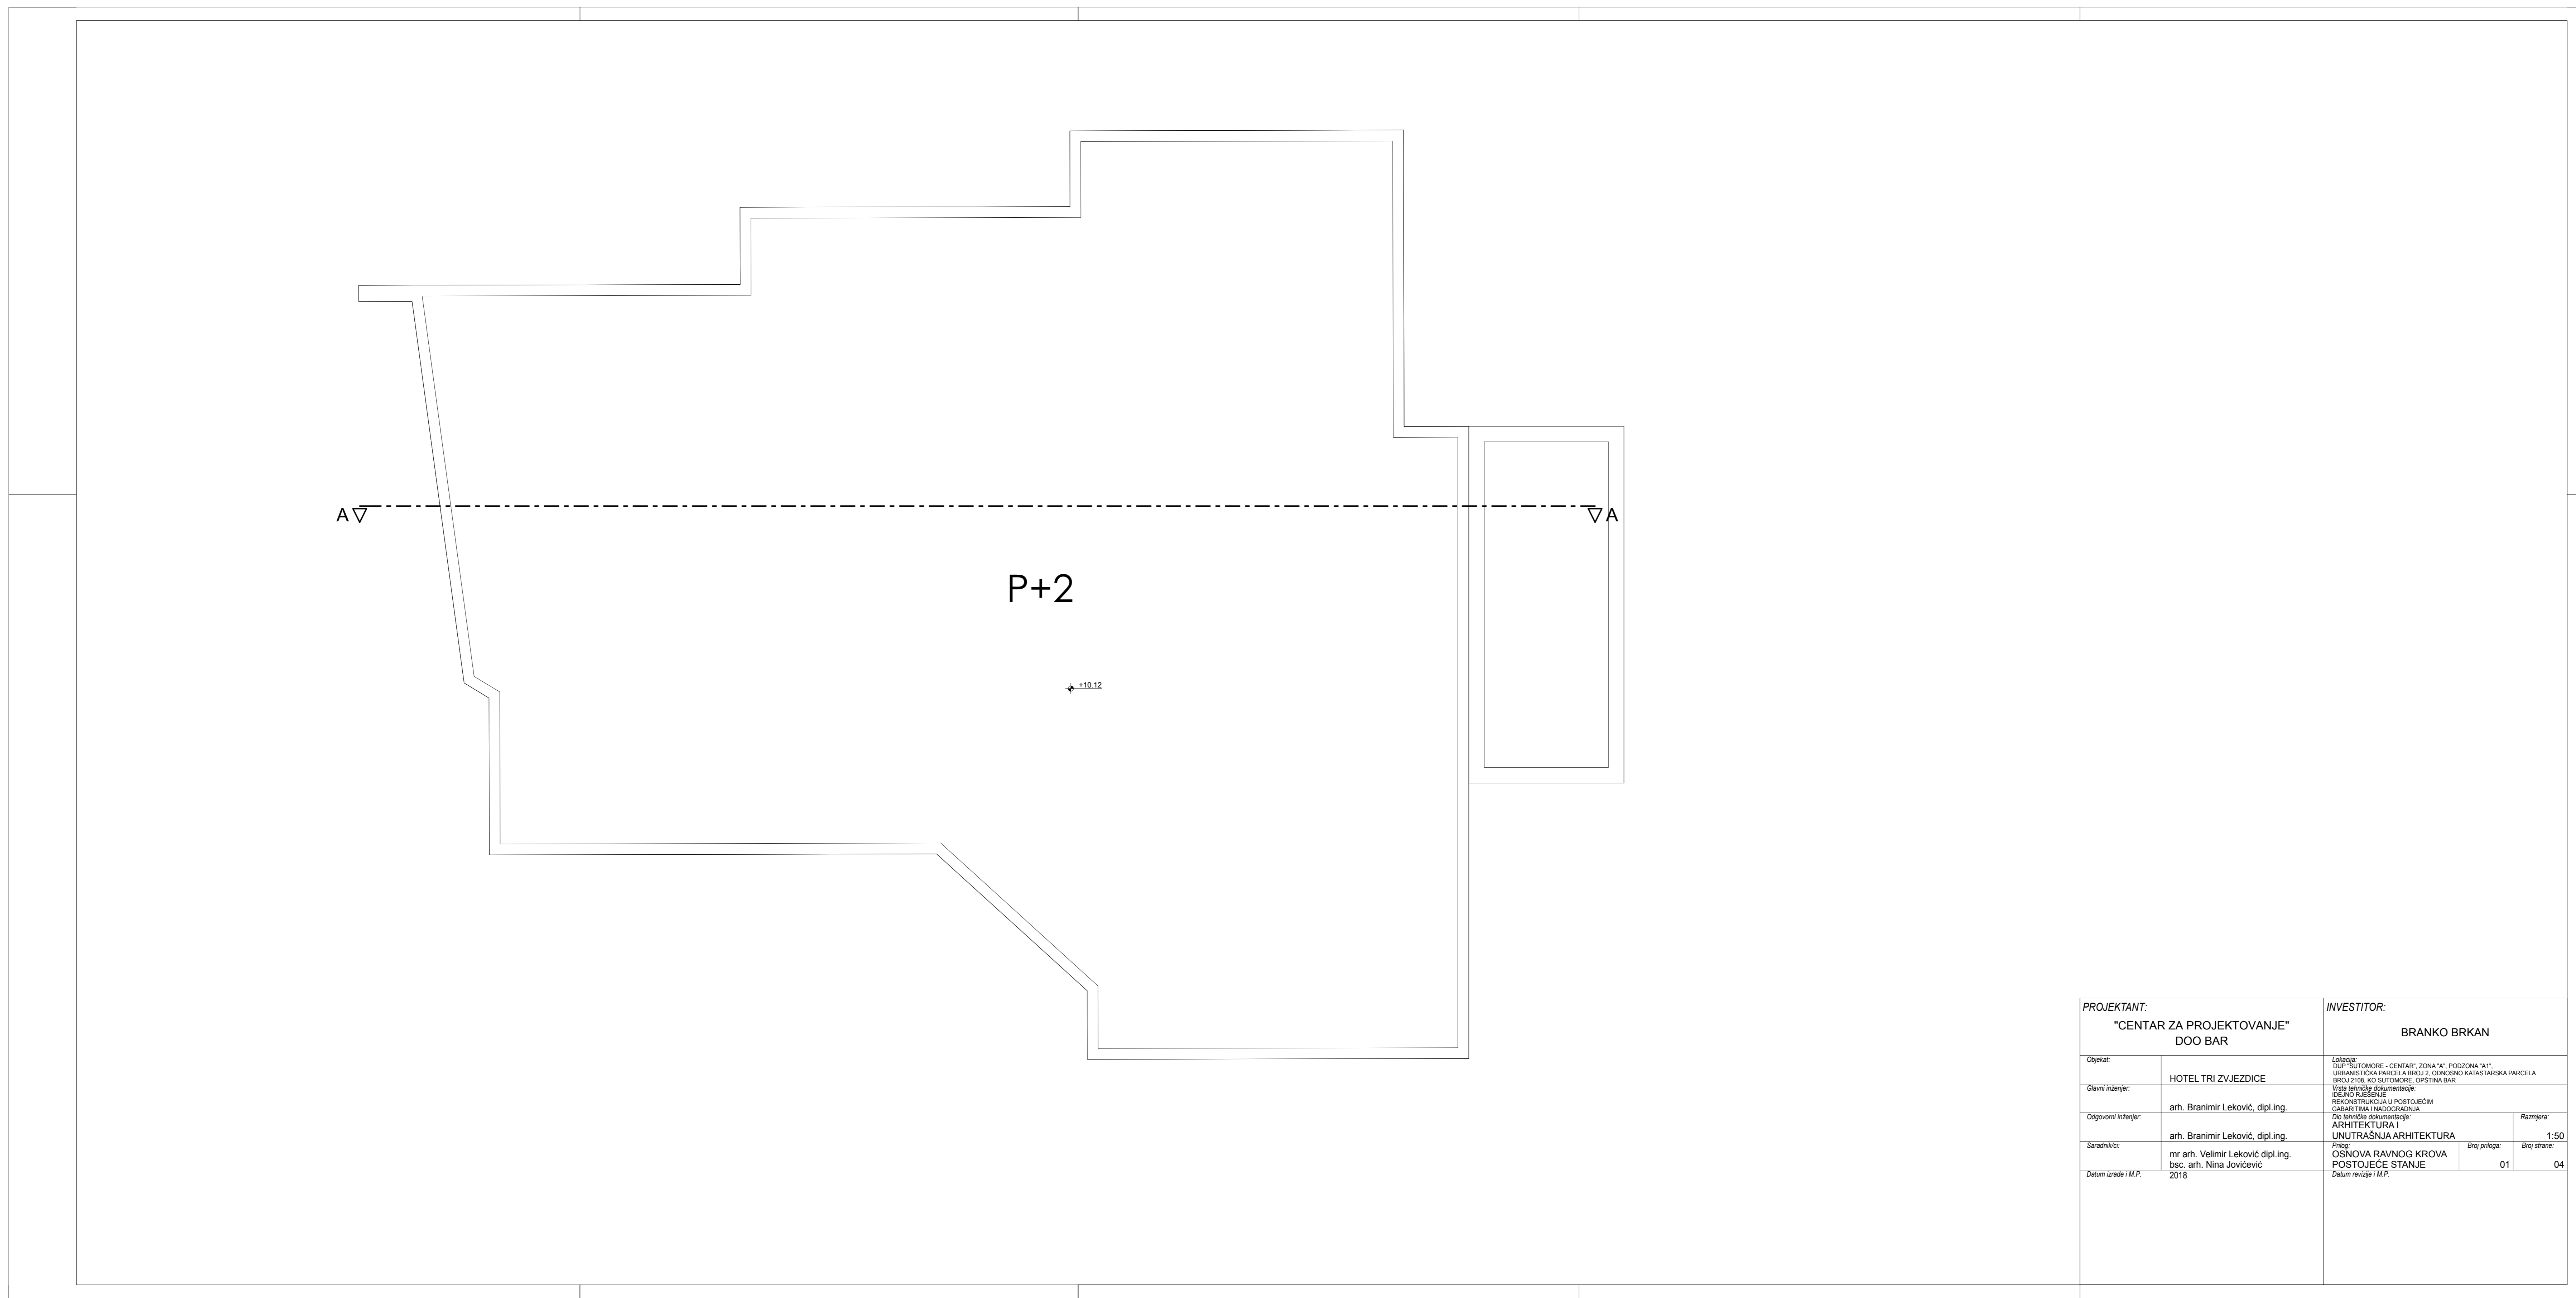 A
A
P+2
+10.12
PROJEKTANT:
"CENTAR ZA PROJEKTOVANJE"
DOO BAR
INVESTITOR:
BRANKO BRKAN
Objekat:
HOTEL TRI ZVJEZDICE
Lokacija:
DUP "SUTOMORE - CENTAR", ZONA "A", PODZONA "A1",
URBANISTIČKA PARCELA BROJ 2, ODNOSNO KATASTARSKA PARCELA
BROJ 2108, KO SUTOMORE, OPŠTINA BAR
Glavni inženjer:
arh. Branimir Leković, dipl.ing.
Vrsta tehničke dokumentacije:
IDEJNO RJEŠENJE
REKONSTRUKCIJA U POSTOJEĆIM
GABARITIMA I NADOGRADNJA
Odgovorni inženjer:
arh. Branimir Leković, dipl.ing.
Dio tehničke dokumentacije:
ARHITEKTURA I
UNUTRAŠNJA ARHITEKTURA
Razmjera:
1:50
Saradnik/ci:
mr arh. Velimir Leković dipl.ing.
bsc. arh. Nina Jovićević
Prilog:
OSNOVA RAVNOG KROVA
POSTOJEĆE STANJE
Broj priloga:
01
Broj strane:
04
Datum izrade i M.P.
2018
Datum revizije i M.P.